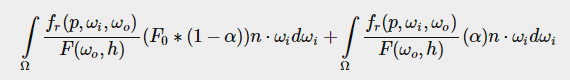 ∫_Ω f_r(p, ω_i, ω_o) / F(ω_o, h) (F_0 ∗ (1 − α))n · ω_i dω_i + ∫_Ω f_r(p, ω_i, ω_o) / F(ω_o, h) (α)n · ω_i dω_i